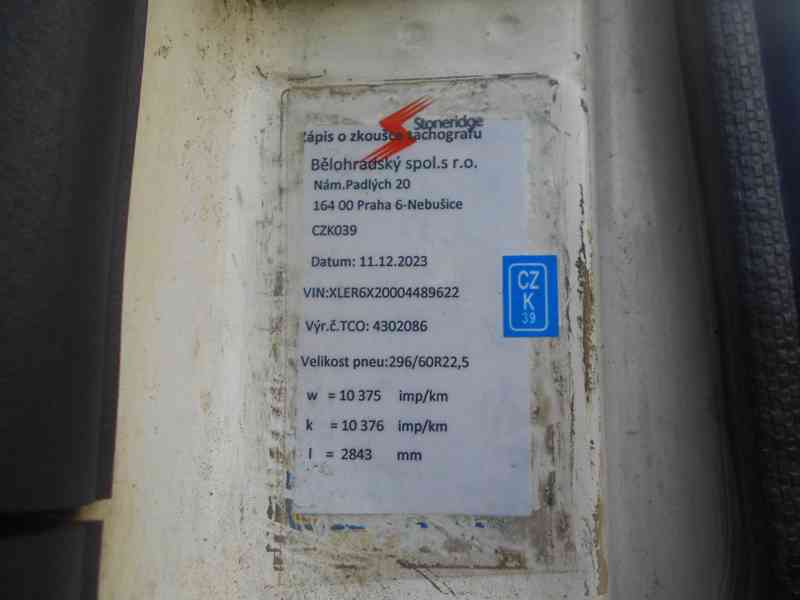 Stoneridge
Zápis o zkoušce tachografu
Bělohradský spol.s r.o.
Nám.Padlých 20
164 00 Praha 6-Nebušice
CZK039
Datum: 11.12.2023
VIN:XLER6X20004489622
Výr.č.TCO: 4302086
Velikost pneu:296/60R22,5
w = 10 375 imp/km
k = 10 376 imp/km
l = 2843 mm
CZ
K
39